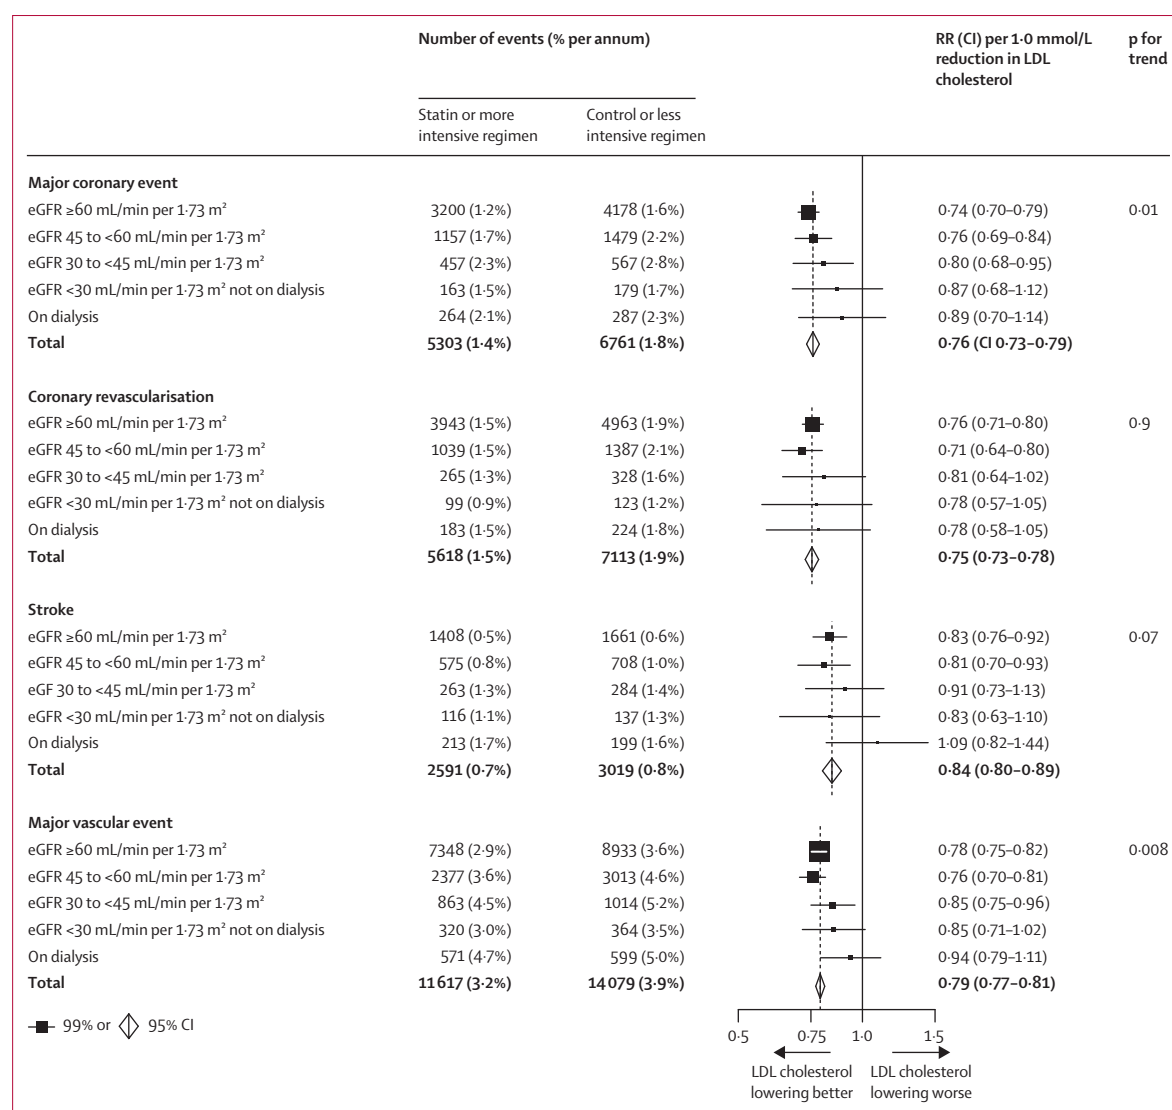 Number of events (% per annum) RR (CI) per 1·0 mmol/L p for
reduction in LDL trend
cholesterol
Statin or more Control or less
intensive regimen intensive regimen
Major coronary event
eGFR ≥60 mL/min per 1·73 m² 3200 (1·2%) 4178 (1·6%) 0·74 (0·70–0·79) 0·01
eGFR 45 to <60 mL/min per 1·73 m² 1157 (1·7%) 1479 (2·2%) 0·76 (0·69–0·84)
eGFR 30 to <45 mL/min per 1·73 m² 457 (2·3%) 567 (2·8%) 0·80 (0·68–0·95)
eGFR <30 mL/min per 1·73 m² not on dialysis 163 (1·5%) 179 (1·7%) 0·87 (0·68–1·12)
On dialysis 264 (2·1%) 287 (2·3%) 0·89 (0·70–1·14)
Total 5303 (1·4%) 6761 (1·8%) 0·76 (CI 0·73–0·79)
Coronary revascularisation
eGFR ≥60 mL/min per 1·73 m² 3943 (1·5%) 4963 (1·9%) 0·76 (0·71–0·80) 0·9
eGFR 45 to <60 mL/min per 1·73 m² 1039 (1·5%) 1387 (2·1%) 0·71 (0·64–0·80)
eGFR 30 to <45 mL/min per 1·73 m² 265 (1·3%) 328 (1·6%) 0·81 (0·64–1·02)
eGFR <30 mL/min per 1·73 m² not on dialysis 99 (0·9%) 123 (1·2%) 0·78 (0·57–1·05)
On dialysis 183 (1·5%) 224 (1·8%) 0·78 (0·58–1·05)
Total 5618 (1·5%) 7113 (1·9%) 0·75 (0·73–0·78)
Stroke
eGFR ≥60 mL/min per 1·73 m² 1408 (0·5%) 1661 (0·6%) 0·83 (0·76–0·92) 0·07
eGFR 45 to <60 mL/min per 1·73 m² 575 (0·8%) 708 (1·0%) 0·81 (0·70–0·93)
eGF 30 to <45 mL/min per 1·73 m² 263 (1·3%) 284 (1·4%) 0·91 (0·73–1·13)
eGFR <30 mL/min per 1·73 m² not on dialysis 116 (1·1%) 137 (1·3%) 0·83 (0·63–1·10)
On dialysis 213 (1·7%) 199 (1·6%) 1·09 (0·82–1·44)
Total 2591 (0·7%) 3019 (0·8%) 0·84 (0·80–0·89)
Major vascular event
eGFR ≥60 mL/min per 1·73 m² 7348 (2·9%) 8933 (3·6%) 0·78 (0·75–0·82) 0·008
eGFR 45 to <60 mL/min per 1·73 m² 2377 (3·6%) 3013 (4·6%) 0·76 (0·70–0·81)
eGFR 30 to <45 mL/min per 1·73 m² 863 (4·5%) 1014 (5·2%) 0·85 (0·75–0·96)
eGFR <30 mL/min per 1·73 m² not on dialysis 320 (3·0%) 364 (3·5%) 0·85 (0·71–1·02)
On dialysis 571 (4·7%) 599 (5·0%) 0·94 (0·79–1·11)
Total 11 617 (3·2%) 14 079 (3·9%) 0·79 (0·77–0·81)
99% or 95% CI
0·5 0·75 1·0 1·5
LDL cholesterol LDL cholesterol
lowering better lowering worse